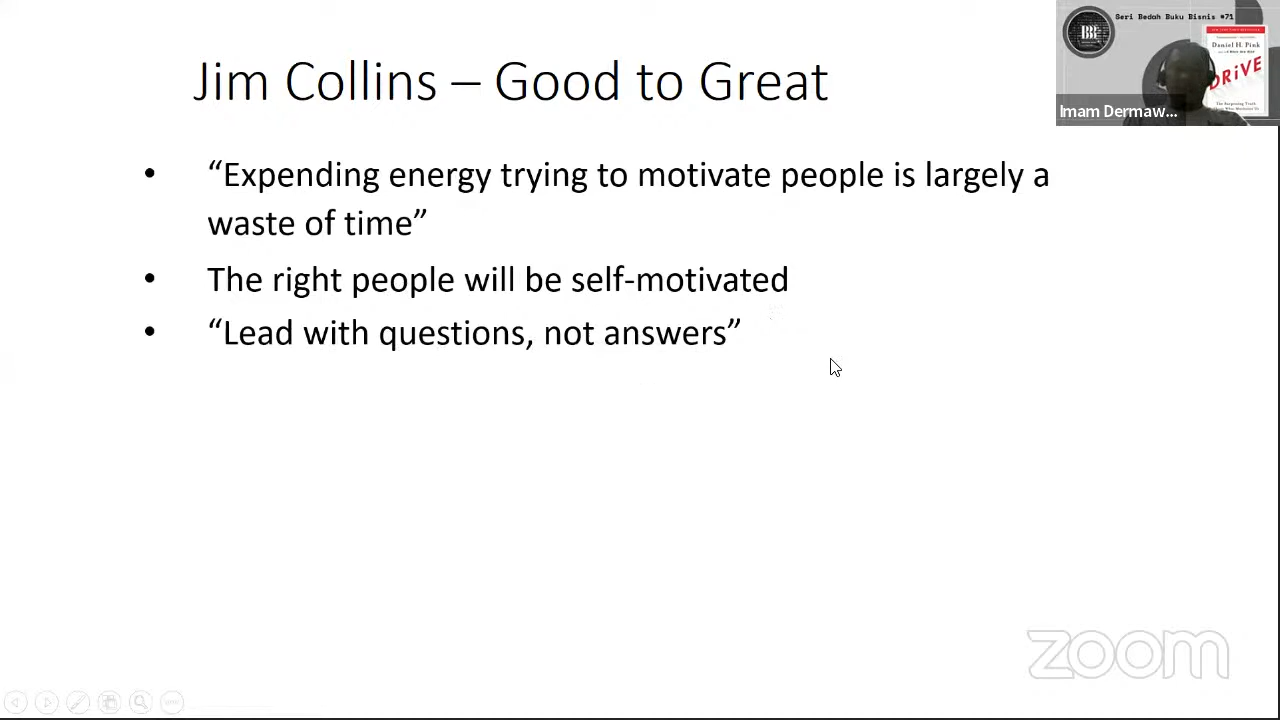 Seri Bedah Buku Bisnis #71
BBB
Daniel H. Pink
DRiVE
Imam Dermaw...
Jim Collins – Good to Great
• “Expending energy trying to motivate people is largely a
waste of time”
• The right people will be self-motivated
• “Lead with questions, not answers”
zoom